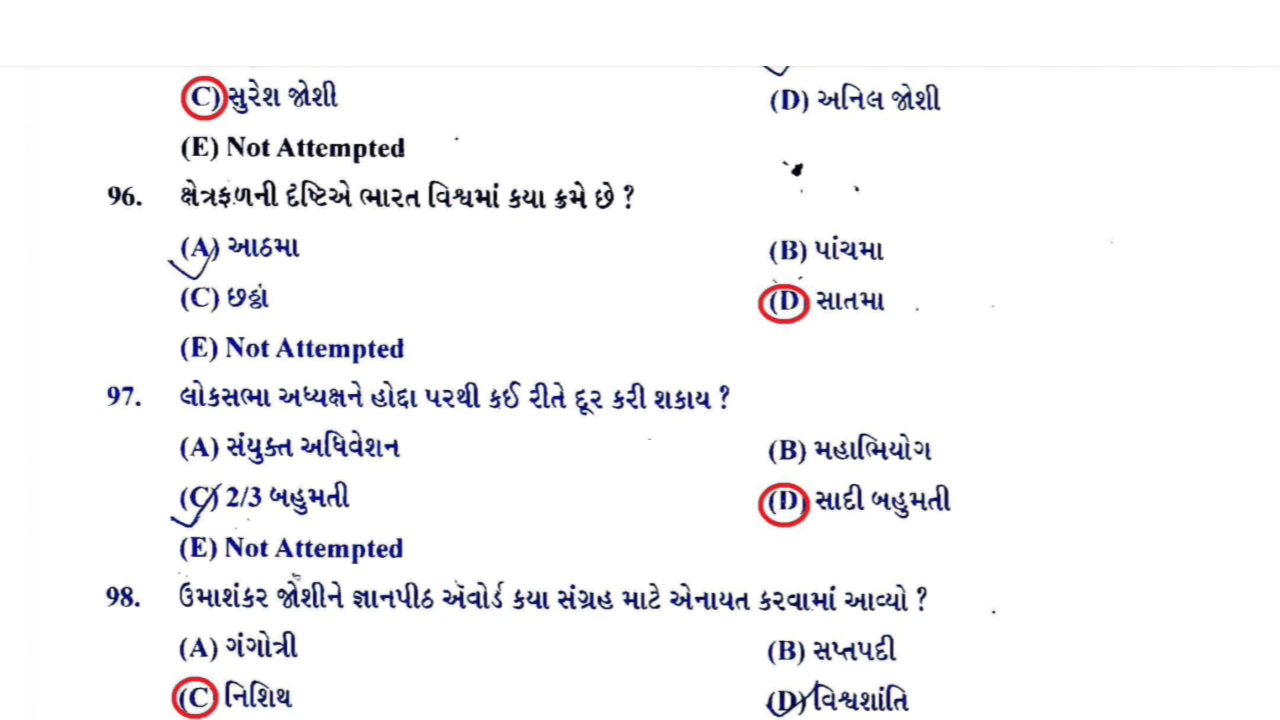 (C) સુરેશ જોશી (D) અનિલ જોશી
(E) Not Attempted
96. ક્ષેત્રફળની દૃષ્ટિએ ભારત વિશ્વમાં કયા ક્રમે છે ?
(A) આઠમા (B) પાંચમા
(C) છઠ્ઠા (D) સાતમા
(E) Not Attempted
97. લોકસભા અધ્યક્ષને હોદ્દા પરથી કઈ રીતે દૂર કરી શકાય ?
(A) સંયુક્ત અધિવેશન (B) મહાભિયોગ
(C) 2/3 બહુમતી (D) સાદી બહુમતી
(E) Not Attempted
98. ઉમાશંકર જોશીને જ્ઞાનપીઠ ઍવોર્ડ કયા સંગ્રહ માટે એનાયત કરવામાં આવ્યો ?
(A) ગંગોત્રી (B) સપ્તપદી
(C) નિશિથ (D) વિશ્વશાંતિ